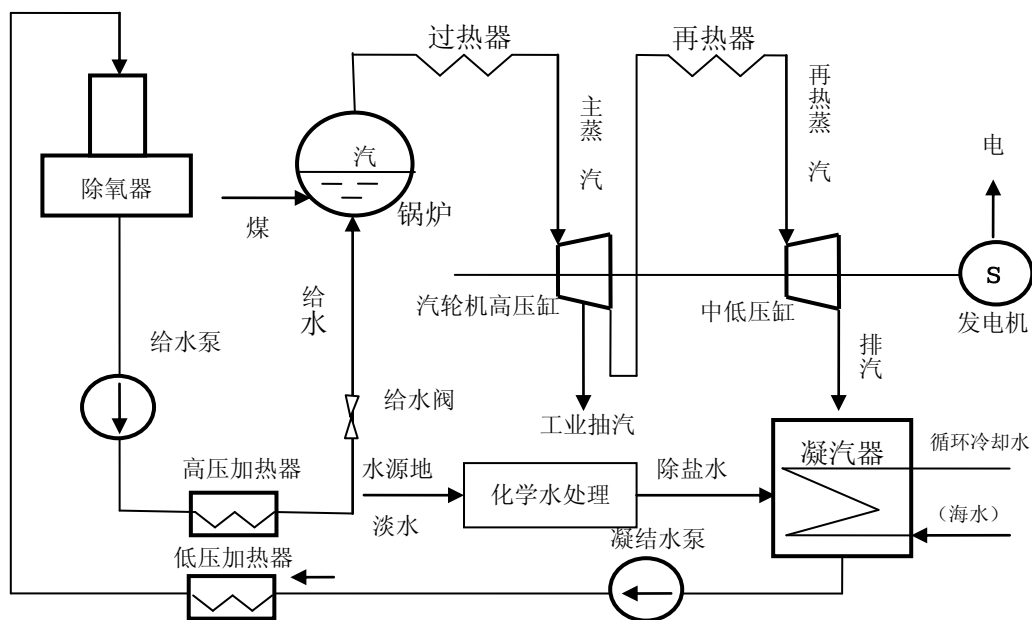 过热器
再热器
主蒸汽
再热蒸汽
电
汽
除氧器
锅炉
煤
S
给水
汽轮机高压缸
中低压缸
发电机
给水泵
排汽
给水阀
工业抽汽
凝汽器
循环冷却水
高压加热器
水源地
化学水处理
除盐水
淡水
（海水）
凝结水泵
低压加热器